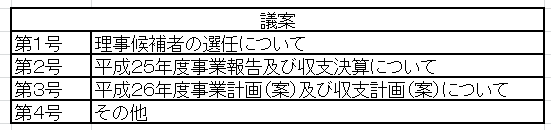 議案
第1号 理事候補者の選任について
第2号 平成25年度事業報告及び収支決算について
第3号 平成26年度事業計画(案)及び収支計画(案)について
第4号 その他